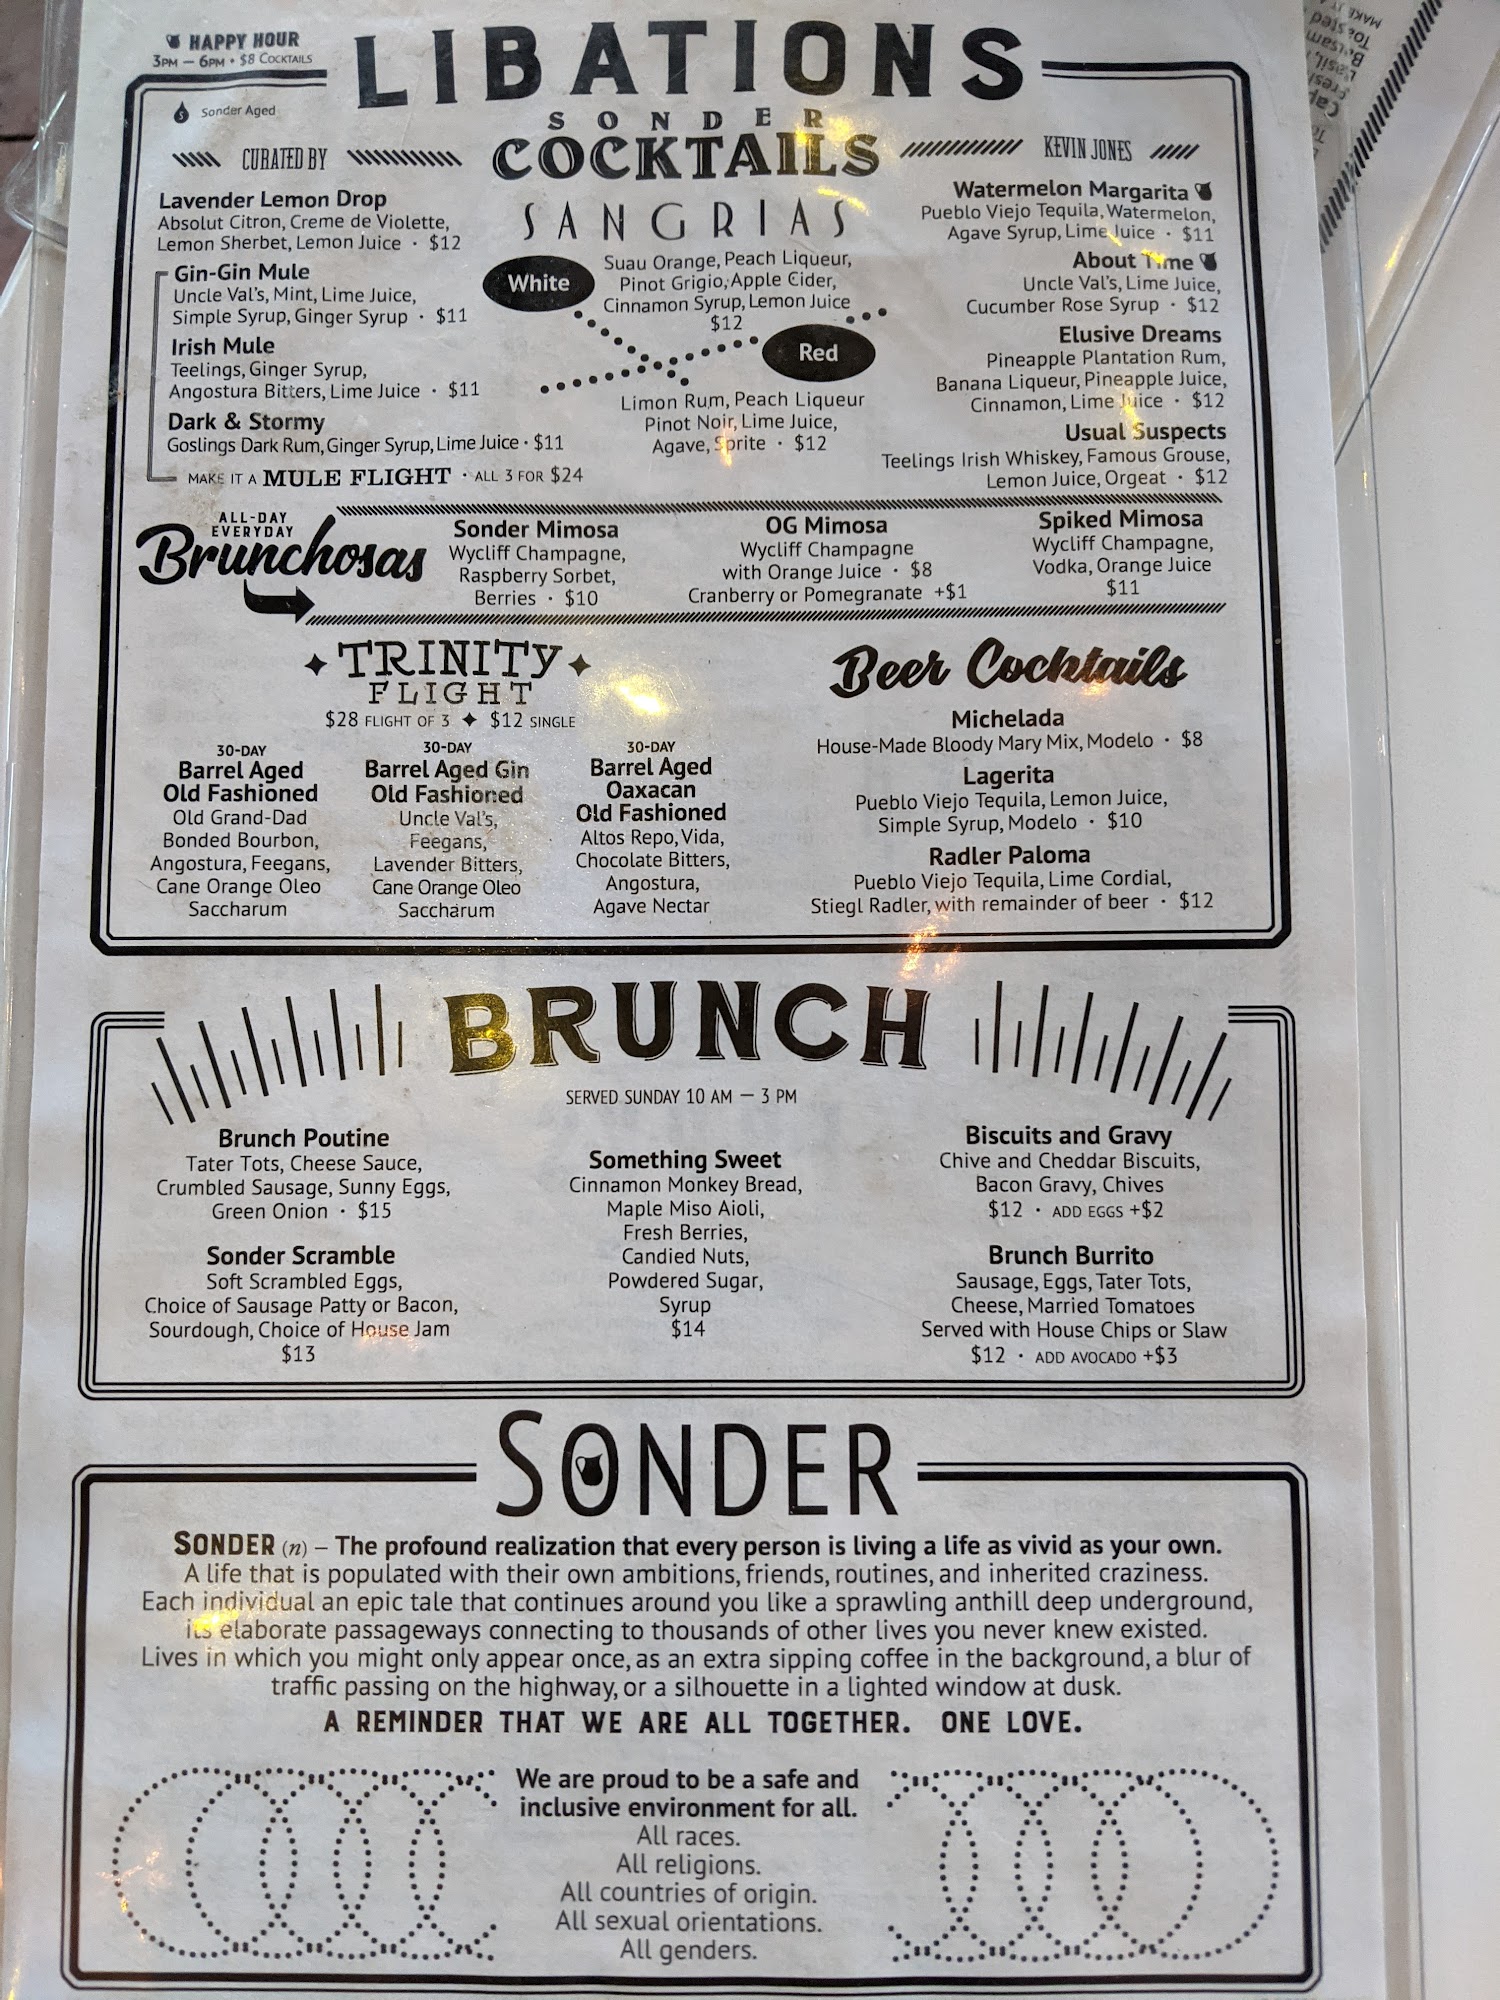 HAPPY HOUR
3PM — 6PM • $8 COCKTAILS
LIBATIONS
Sonder Aged
SONDER
COCKTAILS
CURATED BY
KEVIN JONES
Lavender Lemon Drop
Absolut Citron, Creme de Violette,
Lemon Sherbet, Lemon Juice · $12
Gin-Gin Mule
Uncle Val's, Mint, Lime Juice,
Simple Syrup, Ginger Syrup · $11
Irish Mule
Teelings, Ginger Syrup,
Angostura Bitters, Lime Juice · $11
Dark & Stormy
Goslings Dark Rum, Ginger Syrup, Lime Juice · $11
MAKE IT A MULE FLIGHT · ALL 3 FOR $24
SANGRIAS
White
Suau Orange, Peach Liqueur,
Pinot Grigio, Apple Cider,
Cinnamon Syrup, Lemon Juice
$12
Red
Limon Rum, Peach Liqueur
Pinot Noir, Lime Juice,
Agave, Sprite · $12
Watermelon Margarita
Pueblo Viejo Tequila, Watermelon,
Agave Syrup, Lime Juice · $11
About Time
Uncle Val's, Lime Juice,
Cucumber Rose Syrup · $12
Elusive Dreams
Pineapple Plantation Rum,
Banana Liqueur, Pineapple Juice,
Cinnamon, Lime Juice · $12
Usual Suspects
Teelings Irish Whiskey, Famous Grouse,
Lemon Juice, Orgeat · $12
ALL-DAY
EVERYDAY
Brunchosas
Sonder Mimosa
Wycliff Champagne,
Raspberry Sorbet,
Berries · $10
OG Mimosa
Wycliff Champagne
with Orange Juice · $8
Cranberry or Pomegranate +$1
Spiked Mimosa
Wycliff Champagne,
Vodka, Orange Juice
$11
TRINITY
FLIGHT
$28 FLIGHT OF 3 ✦ $12 SINGLE
30-DAY
Barrel Aged
Old Fashioned
Old Grand-Dad
Bonded Bourbon,
Angostura, Feegans,
Cane Orange Oleo
Saccharum
30-DAY
Barrel Aged Gin
Old Fashioned
Uncle Val's,
Feegans,
Lavender Bitters,
Cane Orange Oleo
Saccharum
30-DAY
Barrel Aged
Oaxacan
Old Fashioned
Altos Repo, Vida,
Chocolate Bitters,
Angostura,
Agave Nectar
Beer Cocktails
Michelada
House-Made Bloody Mary Mix, Modelo · $8
Lagerita
Pueblo Viejo Tequila, Lemon Juice,
Simple Syrup, Modelo · $10
Radler Paloma
Pueblo Viejo Tequila, Lime Cordial,
Stiegl Radler, with remainder of beer · $12
BRUNCH
SERVED SUNDAY 10 AM — 3 PM
Brunch Poutine
Tater Tots, Cheese Sauce,
Crumbled Sausage, Sunny Eggs,
Green Onion · $15
Sonder Scramble
Soft Scrambled Eggs,
Choice of Sausage Patty or Bacon,
Sourdough, Choice of House Jam
$13
Something Sweet
Cinnamon Monkey Bread,
Maple Miso Aioli,
Fresh Berries,
Candied Nuts,
Powdered Sugar,
Syrup
$14
Biscuits and Gravy
Chive and Cheddar Biscuits,
Bacon Gravy, Chives
$12 · ADD EGGS +$2
Brunch Burrito
Sausage, Eggs, Tater Tots,
Cheese, Married Tomatoes
Served with House Chips or Slaw
$12 · ADD AVOCADO +$3
SONDER
SONDER (n) – The profound realization that every person is living a life as vivid as your own.
A life that is populated with their own ambitions, friends, routines, and inherited craziness.
Each individual an epic tale that continues around you like a sprawling anthill deep underground,
its elaborate passageways connecting to thousands of other lives you never knew existed.
Lives in which you might only appear once, as an extra sipping coffee in the background, a blur of
traffic passing on the highway, or a silhouette in a lighted window at dusk.
A REMINDER THAT WE ARE ALL TOGETHER. ONE LOVE.
We are proud to be a safe and
inclusive environment for all.
All races.
All religions.
All countries of origin.
All sexual orientations.
All genders.